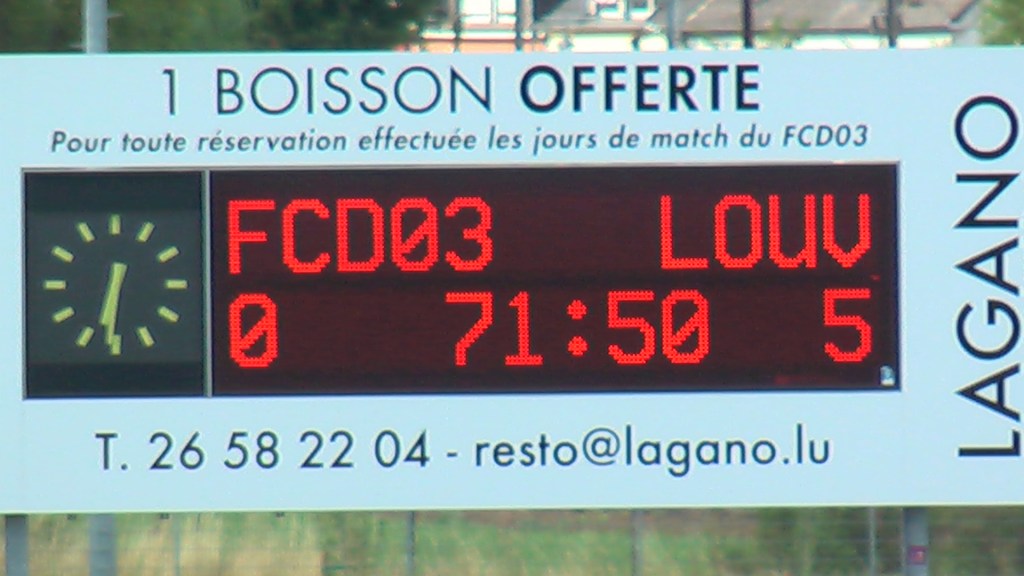 1 BOISSON OFFERTE
Pour toute réservation effectuée les jours de match du FCD03
FCD03 LOUV
0 71:50 5
T. 26 58 22 04 - resto@lagano.lu
LAGANO